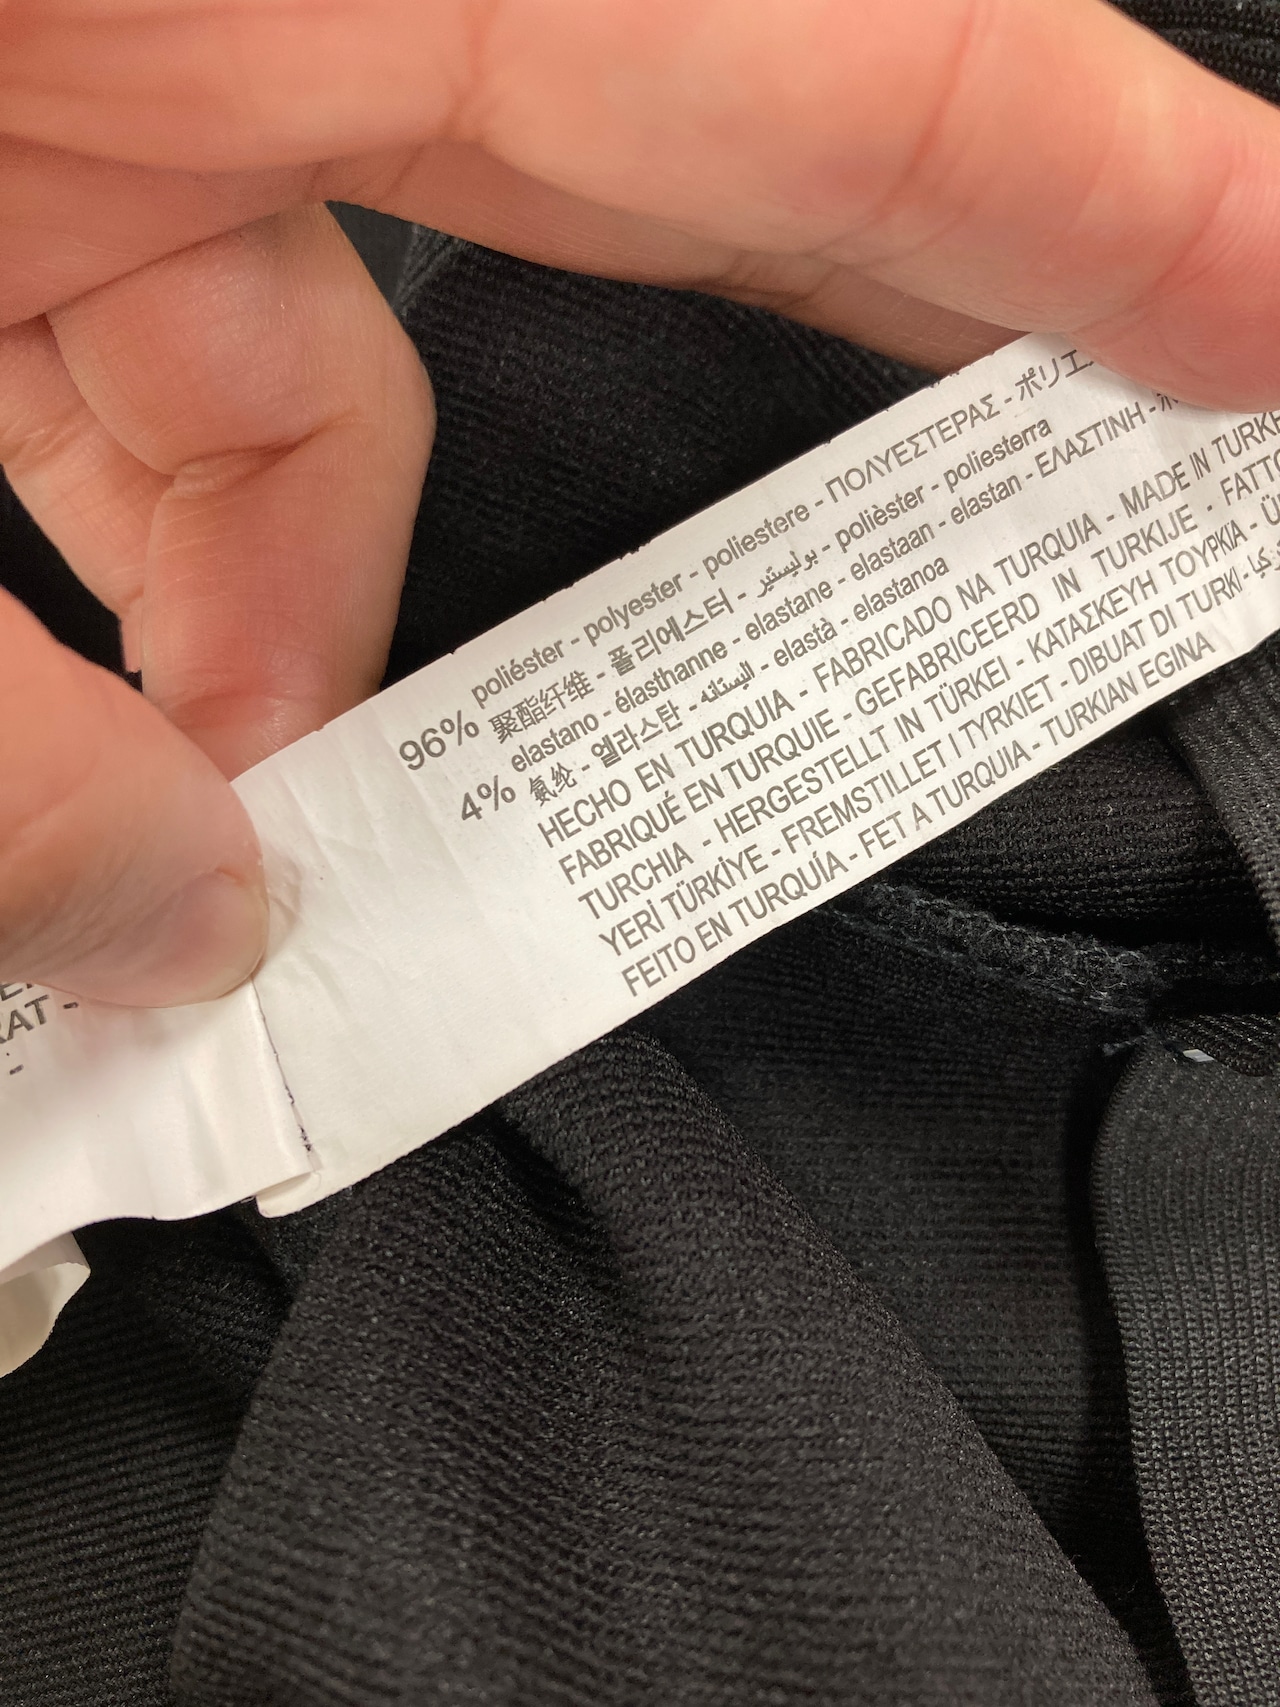 96% poliéster - polyester - poliestere - ΠΟΛΥΕΣΤΕΡΑΣ - ポリエ
聚酯纤维 - 폴리에스터 - بوليستير - polièster - poliesterra
4% elastano - élasthanne - elastane - elastaan - elastan - ΕΛΑΣΤΙΝΗ -
氨纶 - 엘라스탄 - اليستانه - elastà - elastanoa
HECHO EN TURQUIA - FABRICADO NA TURQUIA - MADE IN TURKE
FABRIQUÉ EN TURQUIE - GEFABRICEERD IN TURKIJE - FATTO
TURCHIA - HERGESTELLT IN TÜRKEI - ΚΑΤΑΣΚΕΥΗ ΤΟΥΡΚΙΑ - Ü
YERİ TÜRKİYE - FREMSTILLET I TYRKIET - DIBUAT DI TURKI -
FEITO EN TURQUÍA - FET A TURQUIA - TURKIAN EGINA
RAT -
-